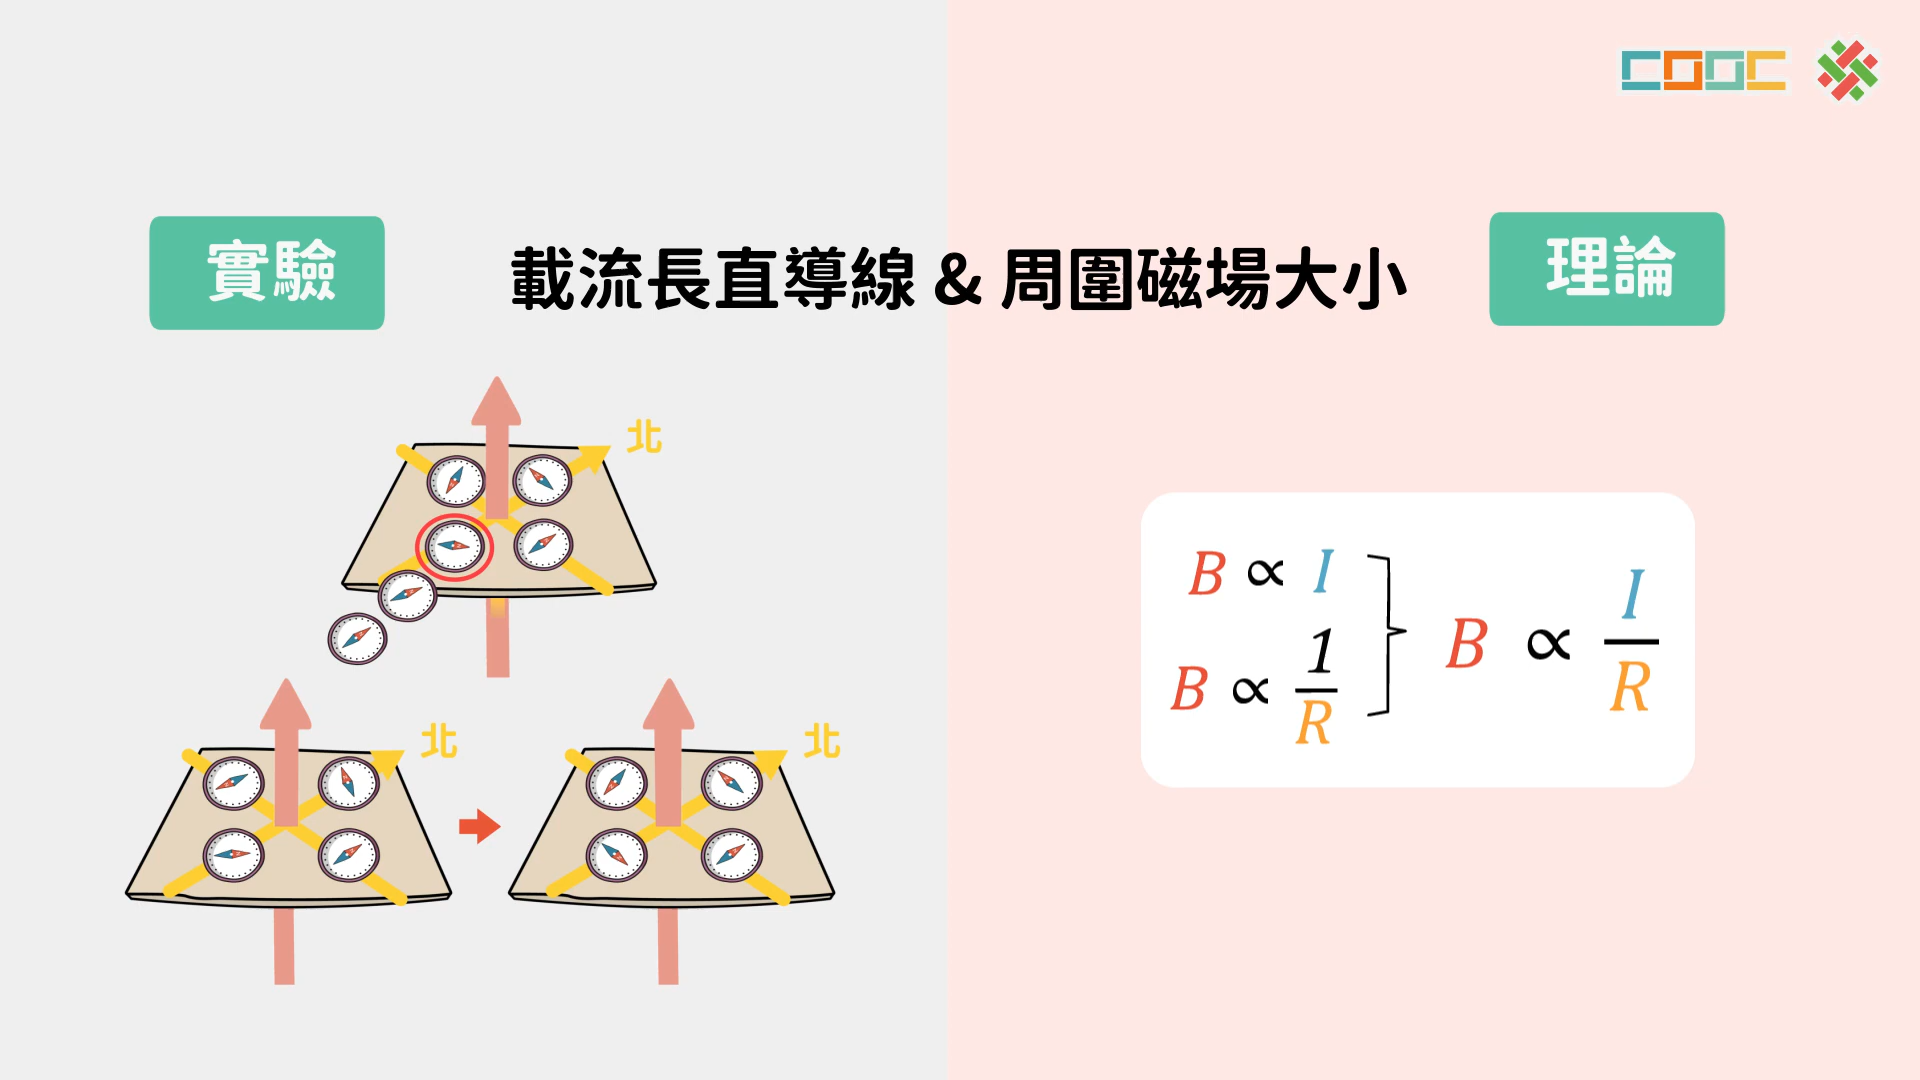 COOC
實驗
載流長直導線 & 周圍磁場大小
理論
北
北
北
B ∝ I
B ∝ 1/R
B ∝ I/R